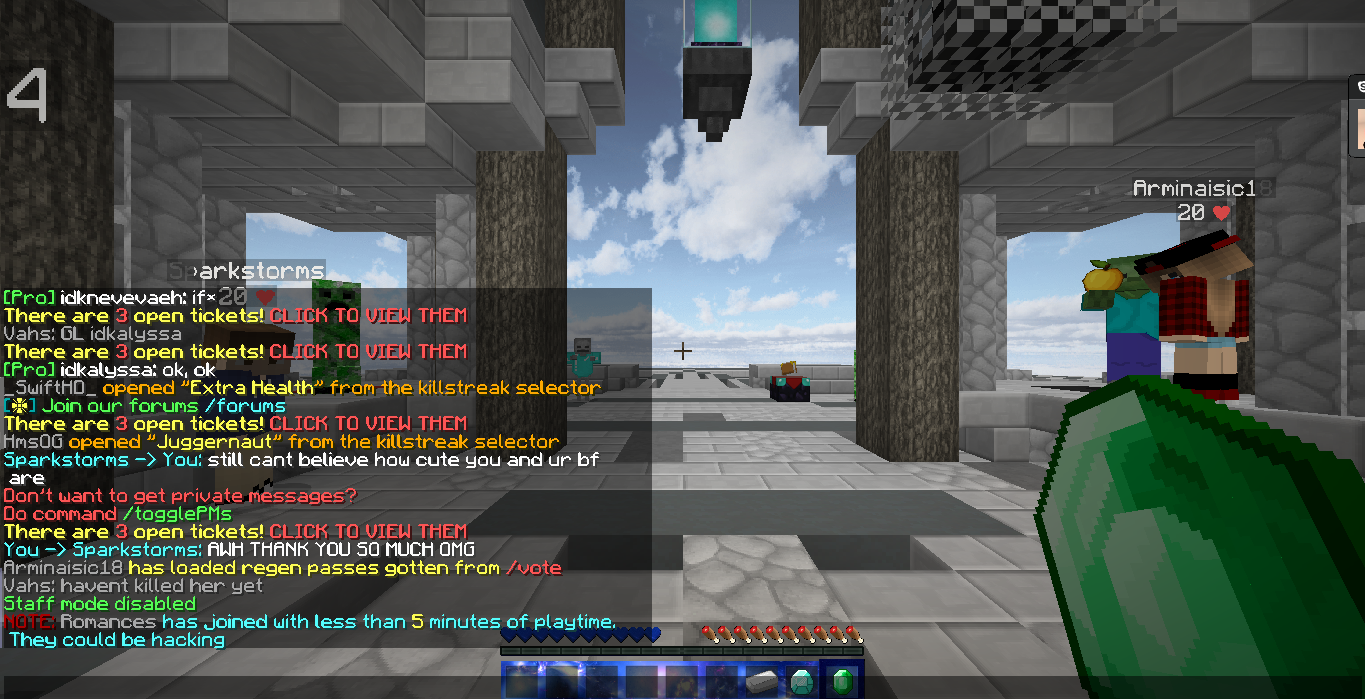 4
Arminaisic18
20
Sparkstorms
20
[Pro] idknevevaeh: if×
There are 3 open tickets! CLICK TO VIEW THEM
Vahs: GL idkalyssa
There are 3 open tickets! CLICK TO VIEW THEM
[Pro] idkalyssa: ok, ok
_SwiftHD_ opened "Extra Health" from the killstreak selector
[※] Join our forums /forums
There are 3 open tickets! CLICK TO VIEW THEM
HmsOG opened "Juggernaut" from the killstreak selector
Sparkstorms -> You: still cant believe how cute you and ur bf
are
Don't want to get private messages?
Do command /togglePMs
There are 3 open tickets! CLICK TO VIEW THEM
You -> Sparkstorms: AWH THANK YOU SO MUCH OMG
Arminaisic18 has loaded regen passes gotten from /vote
Vahs: havent killed her yet
Staff mode disabled
NOTE: Romances has joined with less than 5 minutes of playtime.
They could be hacking